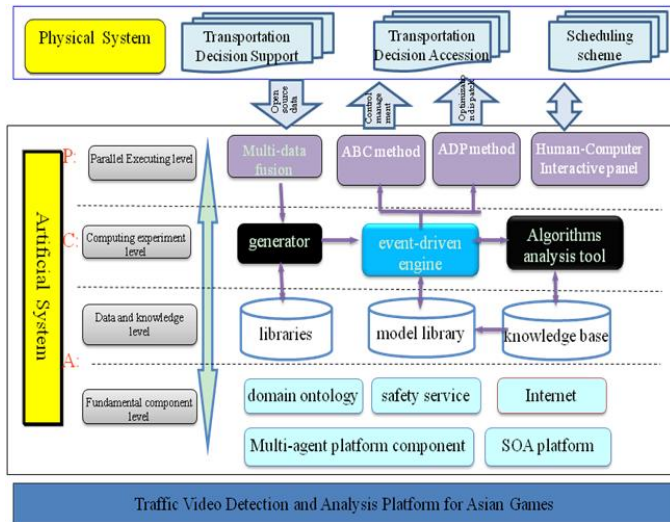 Physical System
Transportation
Decision Support
Transportation
Decision Accession
Scheduling
scheme
Open
source
data
Control
manage
ment
Optimizatio
n dispatch
P:
Parallel Executing level
Multi-data
fusion
ABC method
ADP method
Human-Computer
Interactive panel
Artificial System
C:
Computing experiment
level
generator
event-driven
engine
Algorithms
analysis tool
Data and knowledge
level
libraries
model library
knowledge base
A:
Fundamental component
level
domain ontology
safety service
Internet
Multi-agent platform component
SOA platform
Traffic Video Detection and Analysis Platform for Asian Games